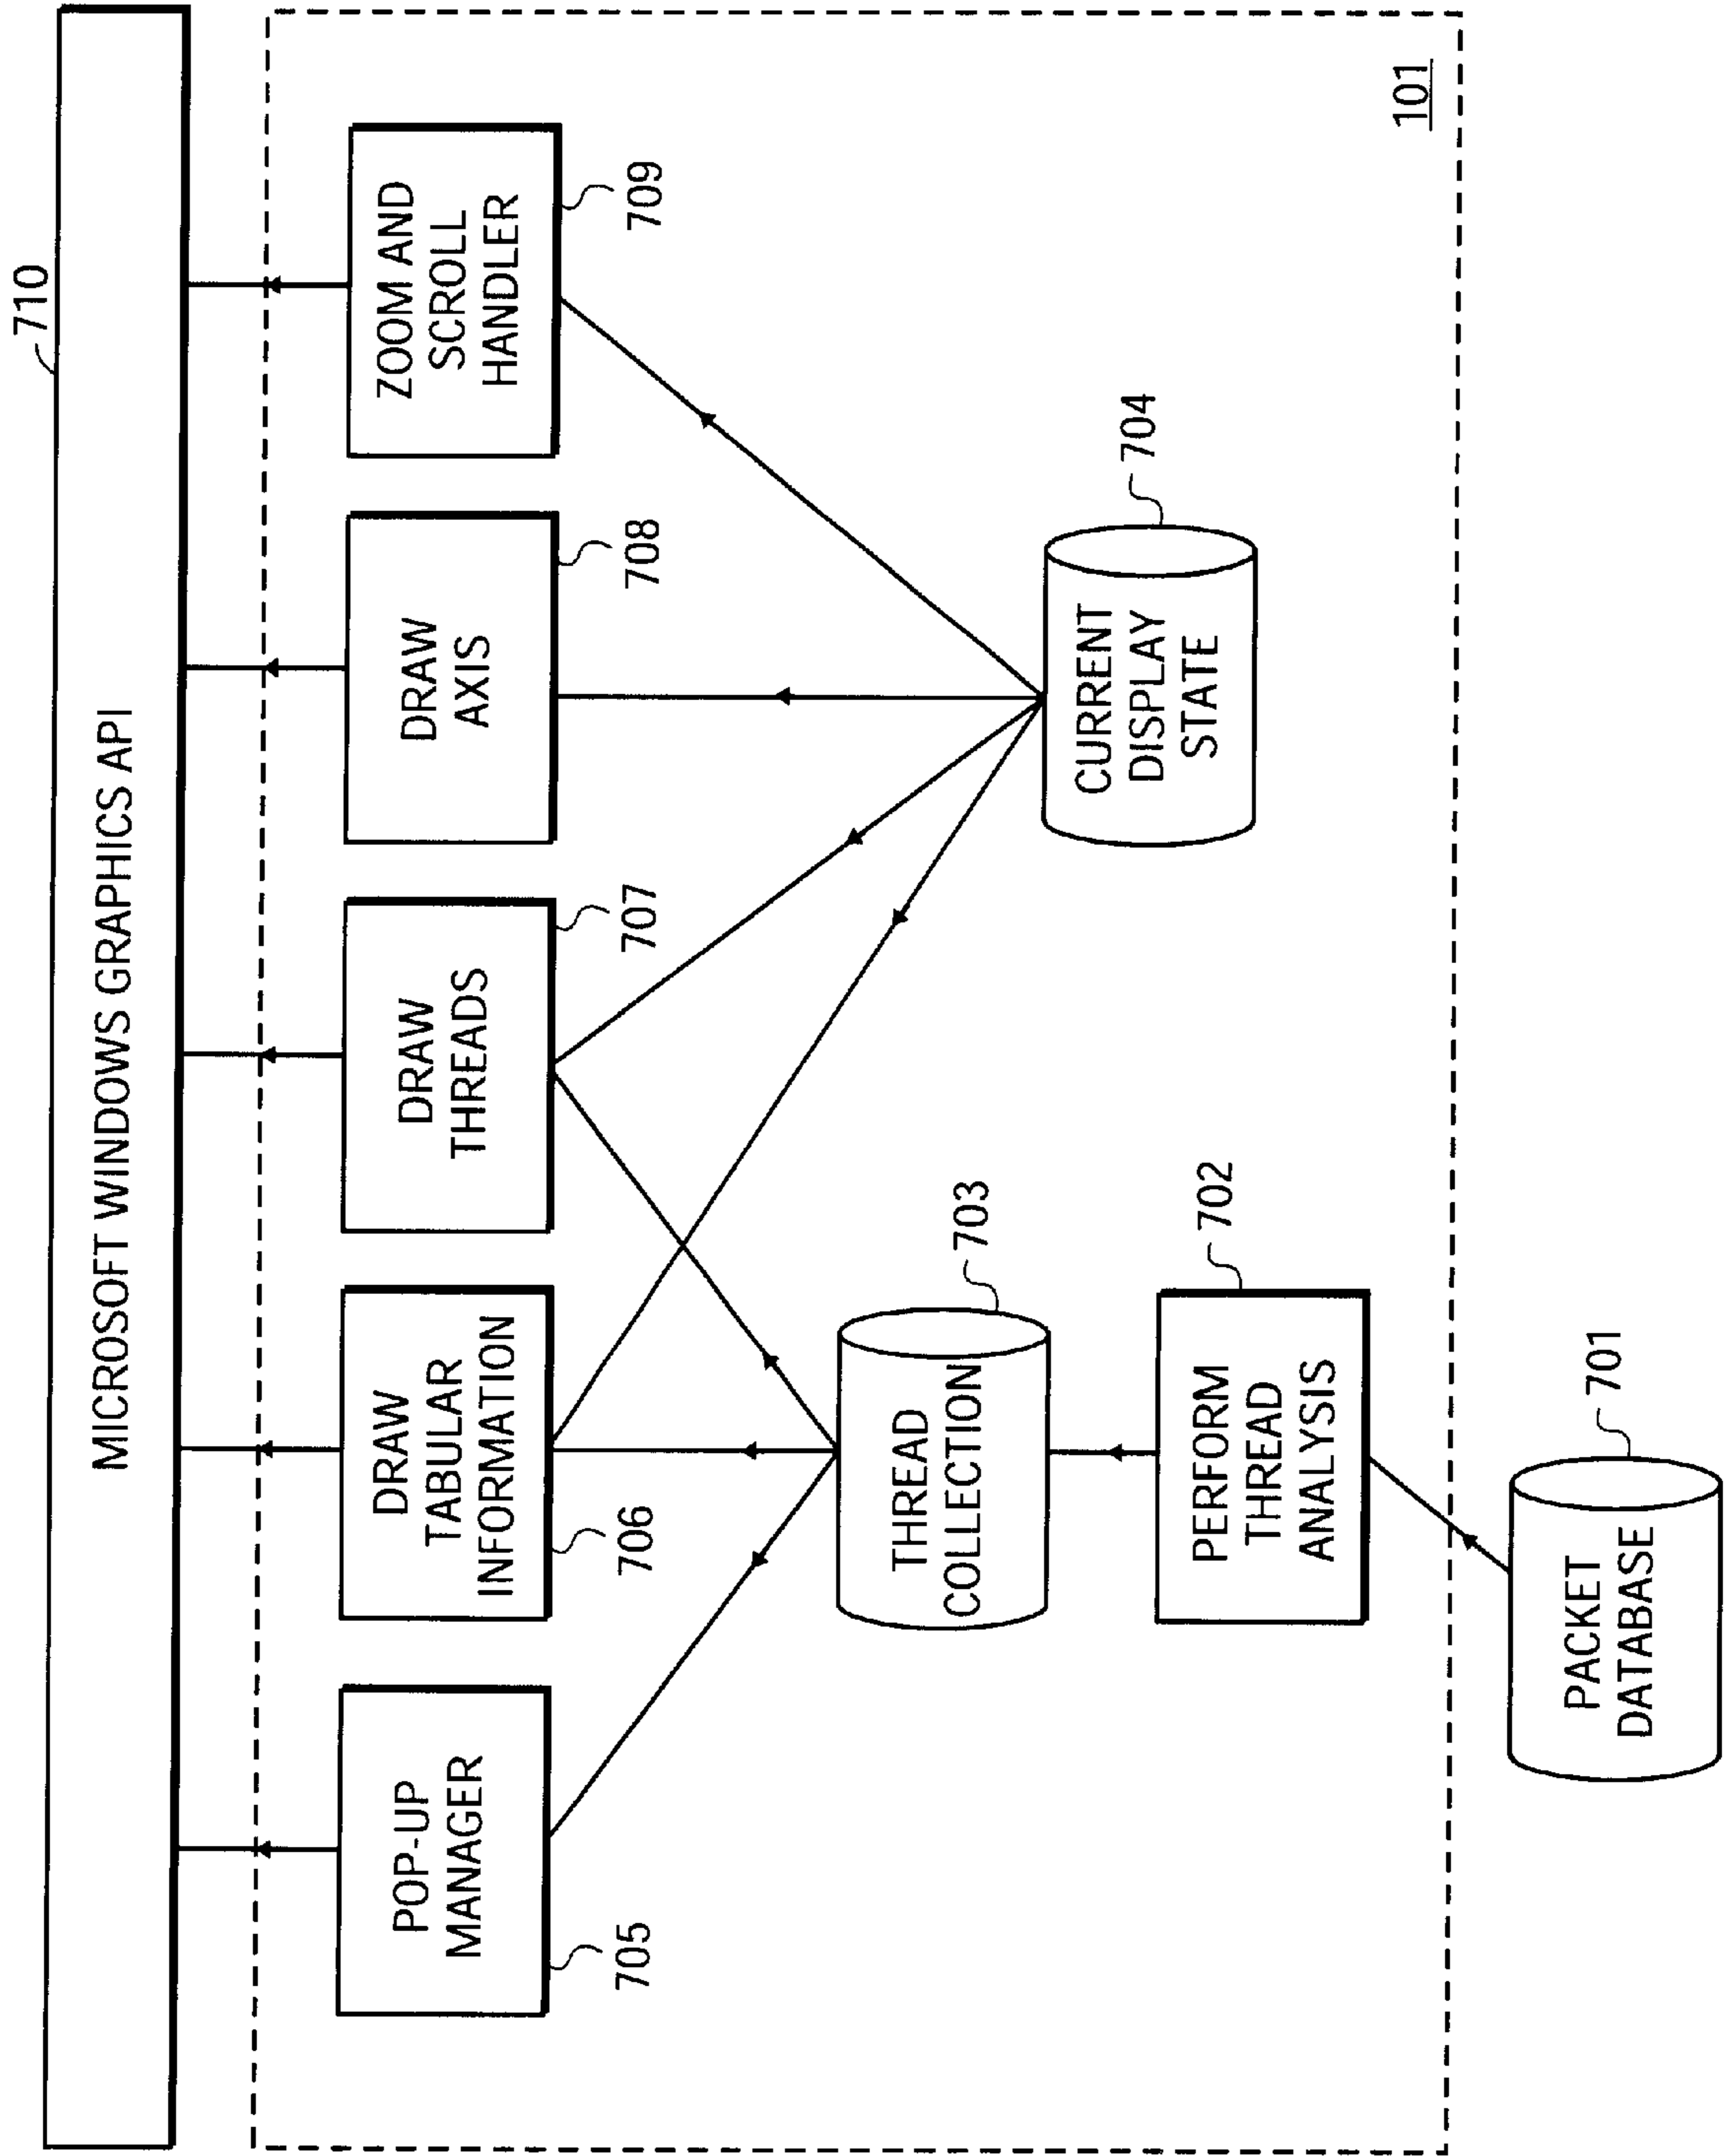 710
MICROSOFT WINDOWS GRAPHICS API
POP-UP
MANAGER
705
DRAW
TABULAR
INFORMATION
706
DRAW
THREADS
707
DRAW
AXIS
708
ZOOM AND
SCROLL
HANDLER
709
THREAD
COLLECTION
703
CURRENT
DISPLAY
STATE
704
PERFORM
THREAD
ANALYSIS
702
101
PACKET
DATABASE
701